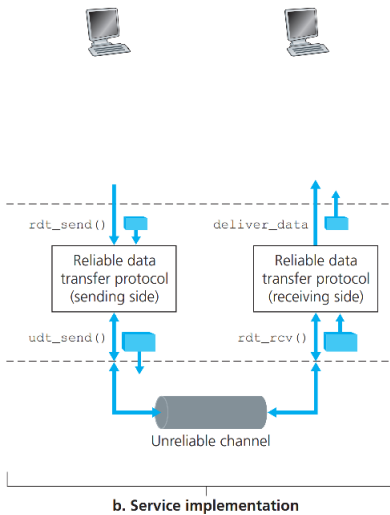 rdt_send()
deliver_data
Reliable data
transfer protocol
(sending side)
Reliable data
transfer protocol
(receiving side)
udt_send()
rdt_rcv()
Unreliable channel
b. Service implementation